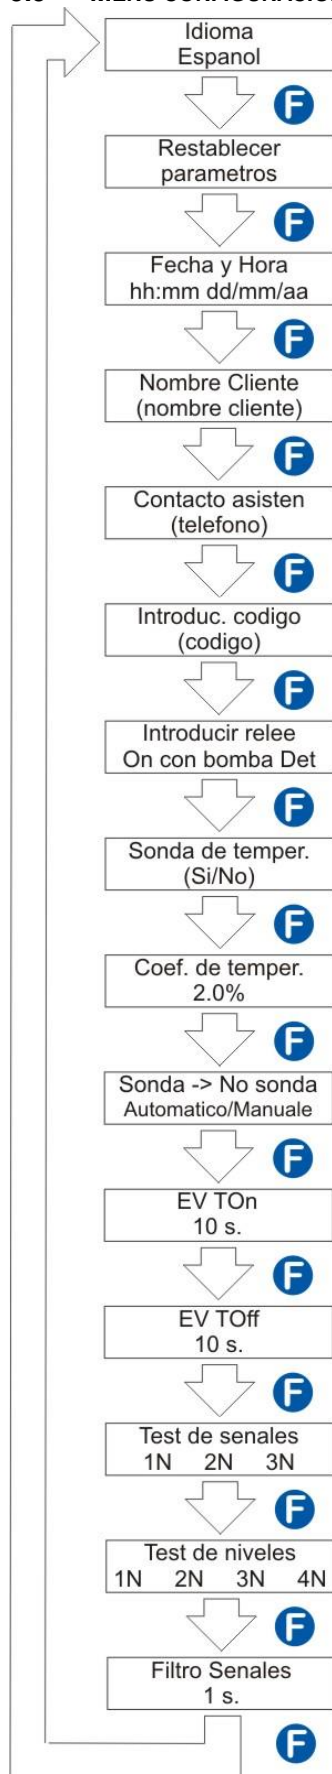 Idioma
Espanol
F
Restablecer
parametros
F
Fecha y Hora
hh:mm dd/mm/aa
F
Nombre Cliente
(nombre cliente)
F
Contacto asisten
(telefono)
F
Introduc. codigo
(codigo)
F
Introducir relee
On con bomba Det
F
Sonda de temper.
(Si/No)
F
Coef. de temper.
2.0%
F
Sonda -> No sonda
Automatico/Manuale
F
EV TOn
10 s.
F
EV TOff
10 s.
F
Test de senales
1N 2N 3N
F
Test de niveles
1N 2N 3N 4N
F
Filtro Senales
1 s.
F